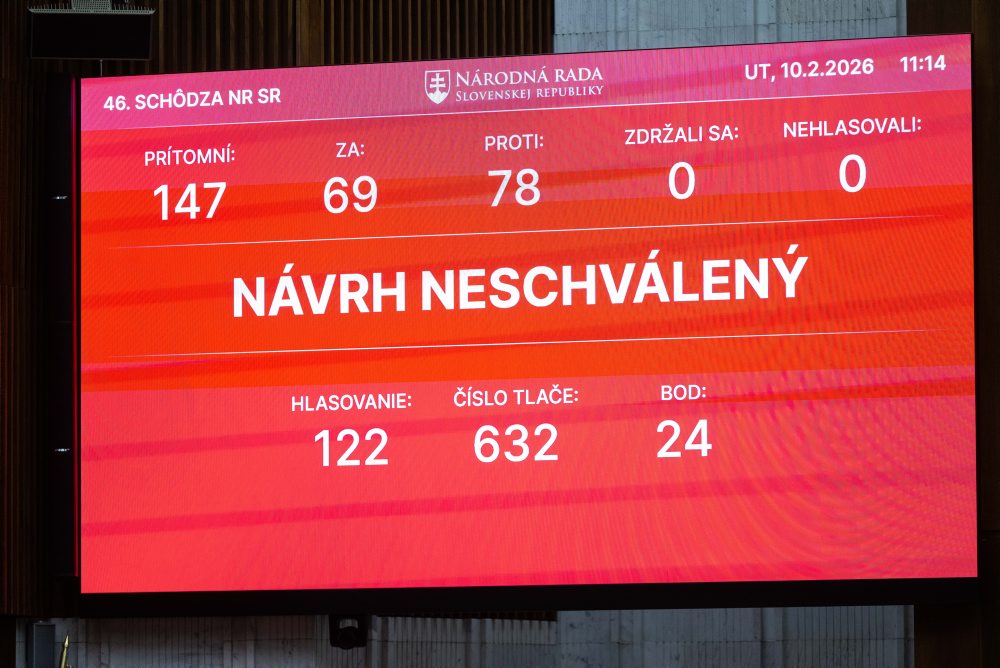 46. SCHÔDZA NR SR
NÁRODNÁ RADA
SLOVENSKEJ REPUBLIKY
UT, 10.2.2026 11:14
PRÍTOMNÍ: ZA: PROTI: ZDRŽALI SA: NEHLASOVALI:
147 69 78 0 0
NÁVRH NESCHVÁLENÝ
HLASOVANIE: ČÍSLO TLAČE: BOD:
122 632 24